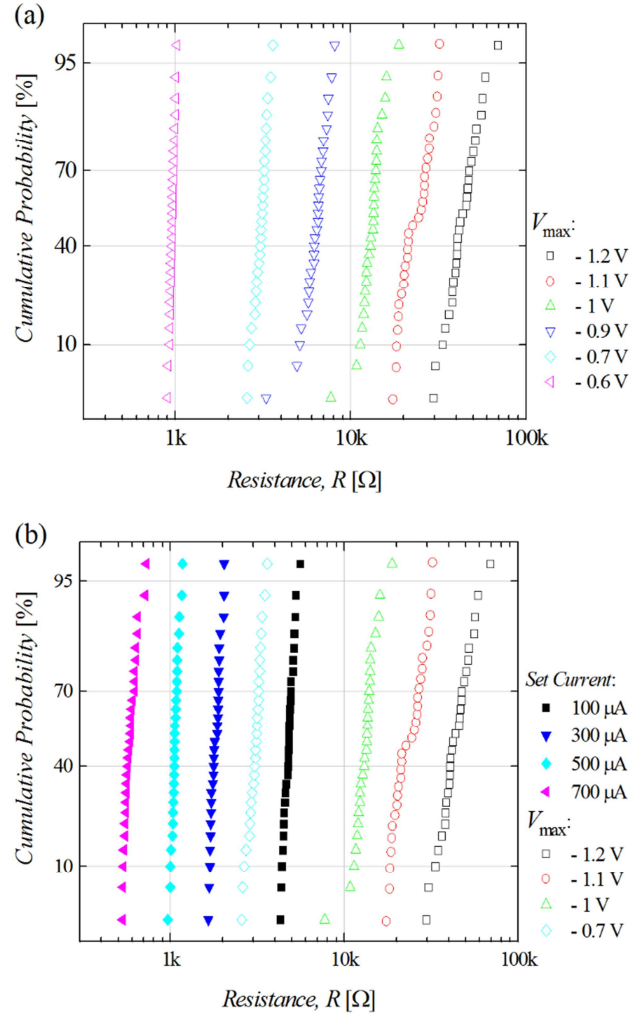 (a)
95
70
40
10
Cumulative Probability [%]
1k
10k
100k
Resistance, R [Ω]
Vmax:
- 1.2 V
- 1.1 V
- 1 V
- 0.9 V
- 0.7 V
- 0.6 V
(b)
95
70
40
10
Cumulative Probability [%]
1k
10k
100k
Resistance, R [Ω]
Set Current:
100 μA
300 μA
500 μA
700 μA
Vmax:
- 1.2 V
- 1.1 V
- 1 V
- 0.7 V